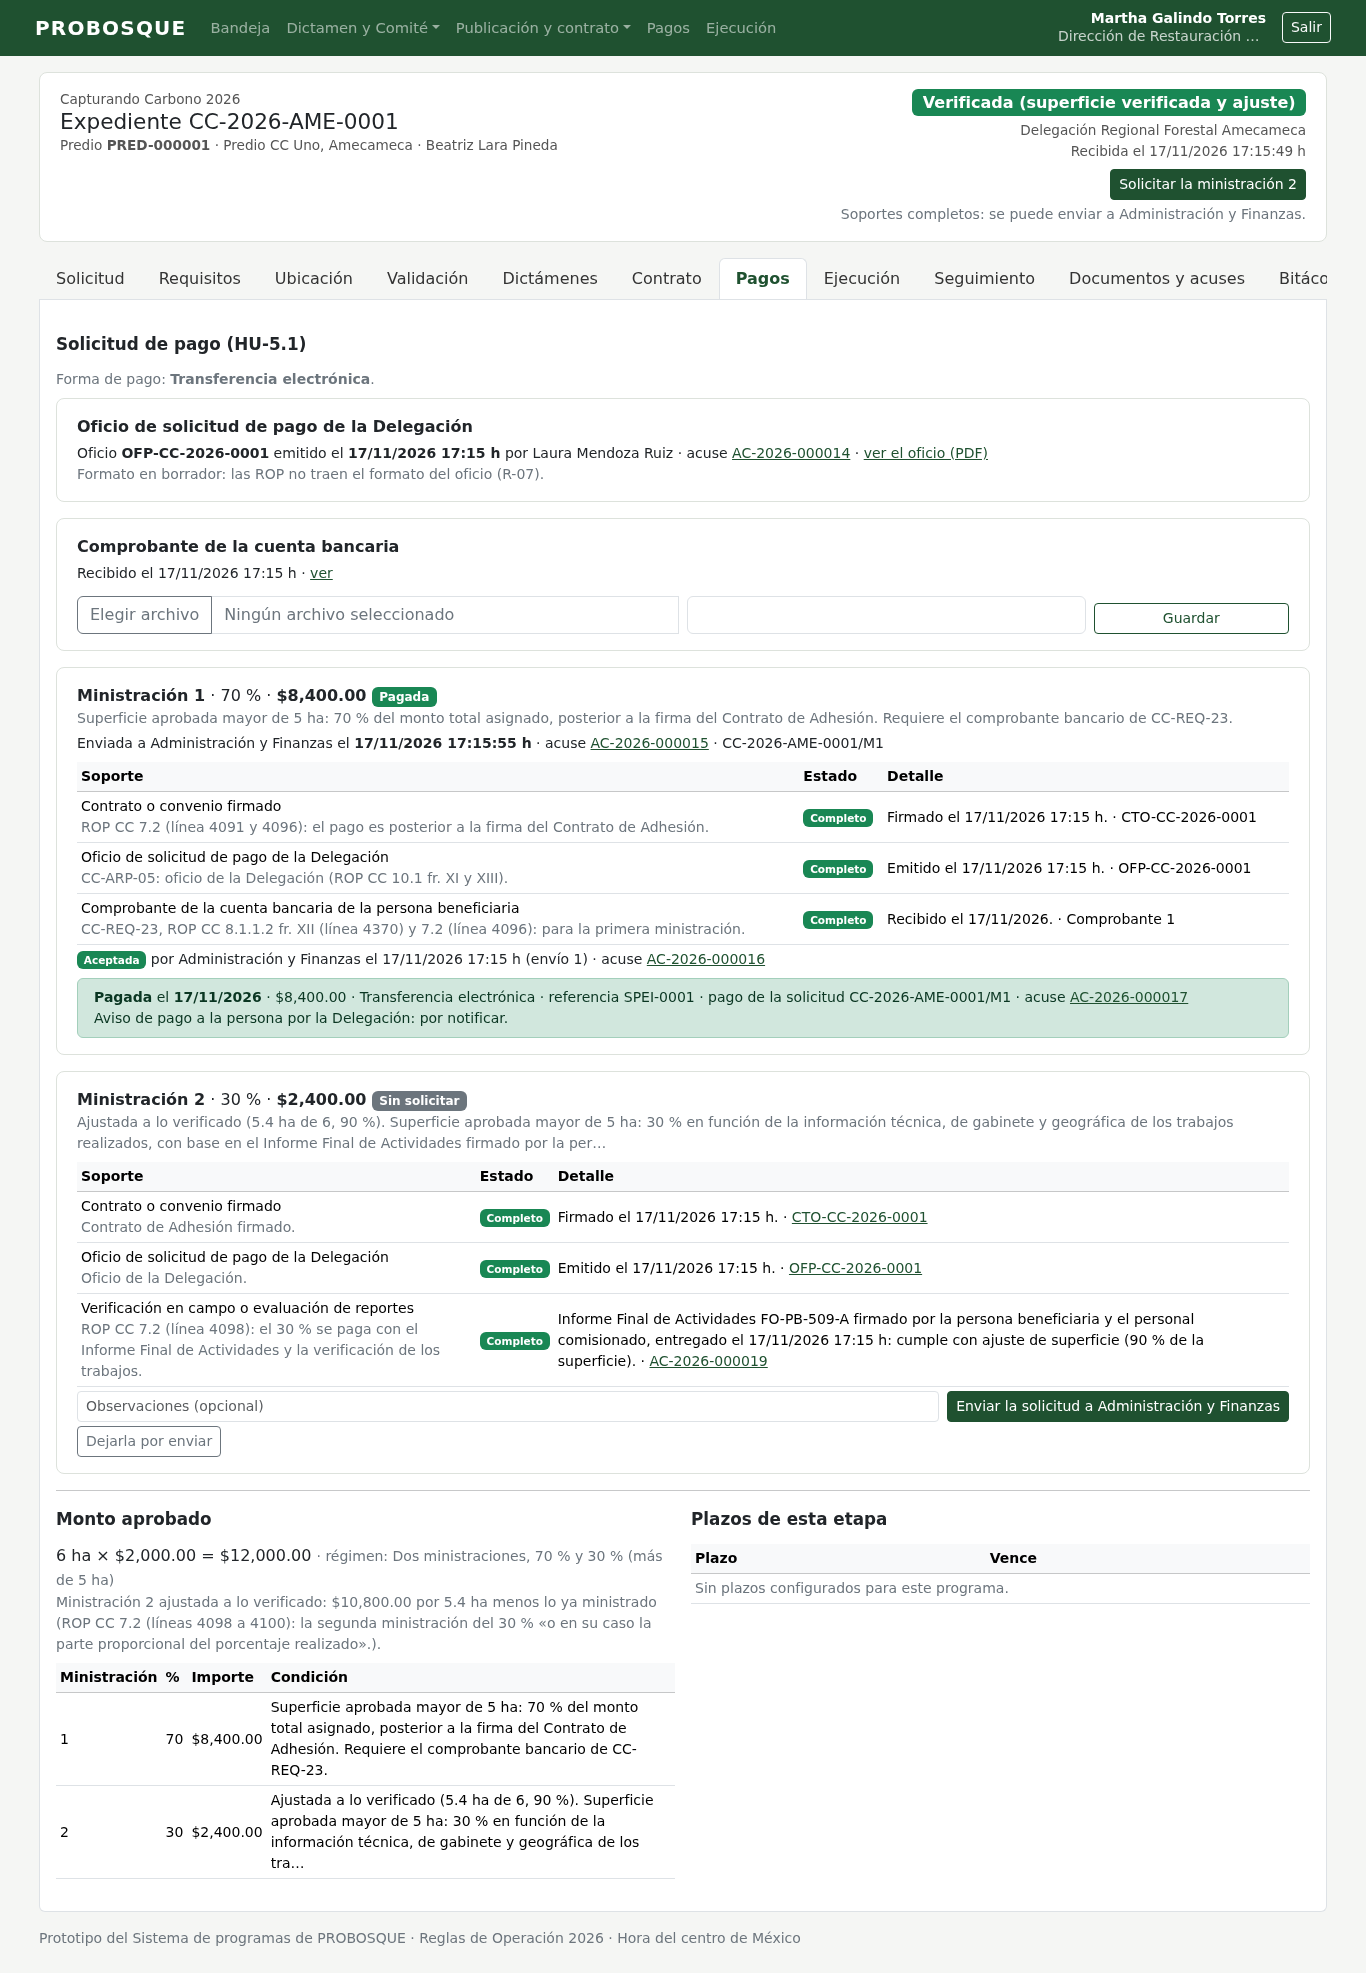 PROBOSQUE
Bandeja
Dictamen y Comité
Publicación y contrato
Pagos
Ejecución
Martha Galindo Torres
Dirección de Restauración …
Salir
Capturando Carbono 2026
Expediente CC-2026-AME-0001
Predio PRED-000001 · Predio CC Uno, Amecameca · Beatriz Lara Pineda
Verificada (superficie verificada y ajuste)
Delegación Regional Forestal Amecameca
Recibida el 17/11/2026 17:15:49 h
Solicitar la ministración 2
Soportes completos: se puede enviar a Administración y Finanzas.
Solicitud
Requisitos
Ubicación
Validación
Dictámenes
Contrato
Pagos
Ejecución
Seguimiento
Documentos y acuses
Bitáco
Solicitud de pago (HU-5.1)
Forma de pago: Transferencia electrónica.
Oficio de solicitud de pago de la Delegación
Oficio OFP-CC-2026-0001 emitido el 17/11/2026 17:15 h por Laura Mendoza Ruiz · acuse AC-2026-000014 · ver el oficio (PDF)
Formato en borrador: las ROP no traen el formato del oficio (R-07).
Comprobante de la cuenta bancaria
Recibido el 17/11/2026 17:15 h · ver
Elegir archivo
Ningún archivo seleccionado
Guardar
Ministración 1 · 70 % · $8,400.00 Pagada
Superficie aprobada mayor de 5 ha: 70 % del monto total asignado, posterior a la firma del Contrato de Adhesión. Requiere el comprobante bancario de CC-REQ-23.
Enviada a Administración y Finanzas el 17/11/2026 17:15:55 h · acuse AC-2026-000015 · CC-2026-AME-0001/M1
Soporte Estado Detalle
Contrato o convenio firmado
ROP CC 7.2 (línea 4091 y 4096): el pago es posterior a la firma del Contrato de Adhesión.
Completo
Firmado el 17/11/2026 17:15 h. · CTO-CC-2026-0001
Oficio de solicitud de pago de la Delegación
CC-ARP-05: oficio de la Delegación (ROP CC 10.1 fr. XI y XIII).
Completo
Emitido el 17/11/2026 17:15 h. · OFP-CC-2026-0001
Comprobante de la cuenta bancaria de la persona beneficiaria
CC-REQ-23, ROP CC 8.1.1.2 fr. XII (línea 4370) y 7.2 (línea 4096): para la primera ministración.
Completo
Recibido el 17/11/2026. · Comprobante 1
Aceptada por Administración y Finanzas el 17/11/2026 17:15 h (envío 1) · acuse AC-2026-000016
Pagada el 17/11/2026 · $8,400.00 · Transferencia electrónica · referencia SPEI-0001 · pago de la solicitud CC-2026-AME-0001/M1 · acuse AC-2026-000017
Aviso de pago a la persona por la Delegación: por notificar.
Ministración 2 · 30 % · $2,400.00 Sin solicitar
Ajustada a lo verificado (5.4 ha de 6, 90 %). Superficie aprobada mayor de 5 ha: 30 % en función de la información técnica, de gabinete y geográfica de los trabajos
realizados, con base en el Informe Final de Actividades firmado por la per…
Soporte Estado Detalle
Contrato o convenio firmado
Contrato de Adhesión firmado.
Completo
Firmado el 17/11/2026 17:15 h. · CTO-CC-2026-0001
Oficio de solicitud de pago de la Delegación
Oficio de la Delegación.
Completo
Emitido el 17/11/2026 17:15 h. · OFP-CC-2026-0001
Verificación en campo o evaluación de reportes
ROP CC 7.2 (línea 4098): el 30 % se paga con el
Informe Final de Actividades y la verificación de los
trabajos.
Completo
Informe Final de Actividades FO-PB-509-A firmado por la persona beneficiaria y el personal
comisionado, entregado el 17/11/2026 17:15 h: cumple con ajuste de superficie (90 % de la
superficie). · AC-2026-000019
Observaciones (opcional)
Enviar la solicitud a Administración y Finanzas
Dejarla por enviar
Monto aprobado
6 ha × $2,000.00 = $12,000.00 · régimen: Dos ministraciones, 70 % y 30 % (más
de 5 ha)
Ministración 2 ajustada a lo verificado: $10,800.00 por 5.4 ha menos lo ya ministrado
(ROP CC 7.2 (líneas 4098 a 4100): la segunda ministración del 30 % «o en su caso la
parte proporcional del porcentaje realizado».).
Ministración % Importe Condición
1 70 $8,400.00
Superficie aprobada mayor de 5 ha: 70 % del monto
total asignado, posterior a la firma del Contrato de
Adhesión. Requiere el comprobante bancario de CC-
REQ-23.
2 30 $2,400.00
Ajustada a lo verificado (5.4 ha de 6, 90 %). Superficie
aprobada mayor de 5 ha: 30 % en función de la
información técnica, de gabinete y geográfica de los
tra…
Plazos de esta etapa
Plazo Vence
Sin plazos configurados para este programa.
Prototipo del Sistema de programas de PROBOSQUE · Reglas de Operación 2026 · Hora del centro de México